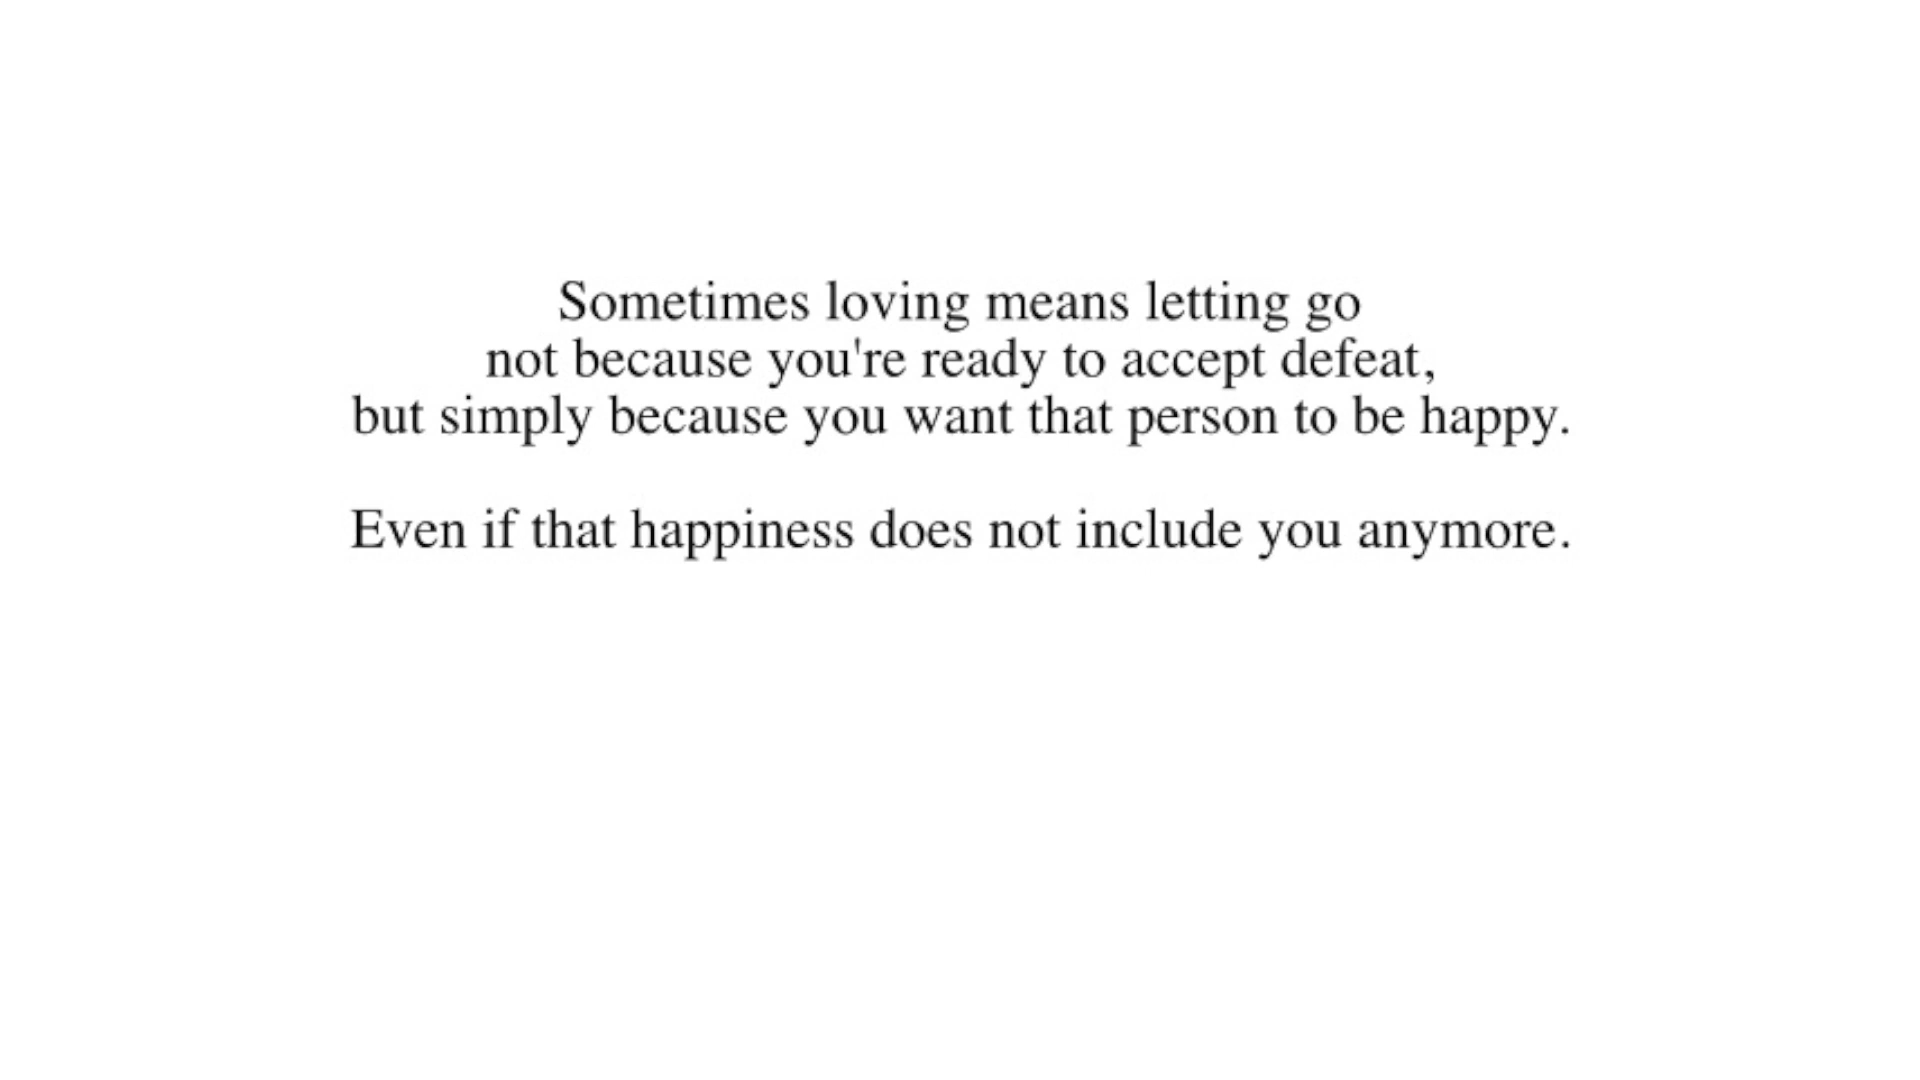 Sometimes loving means letting go
not because you're ready to accept defeat,
but simply because you want that person to be happy.
Even if that happiness does not include you anymore.